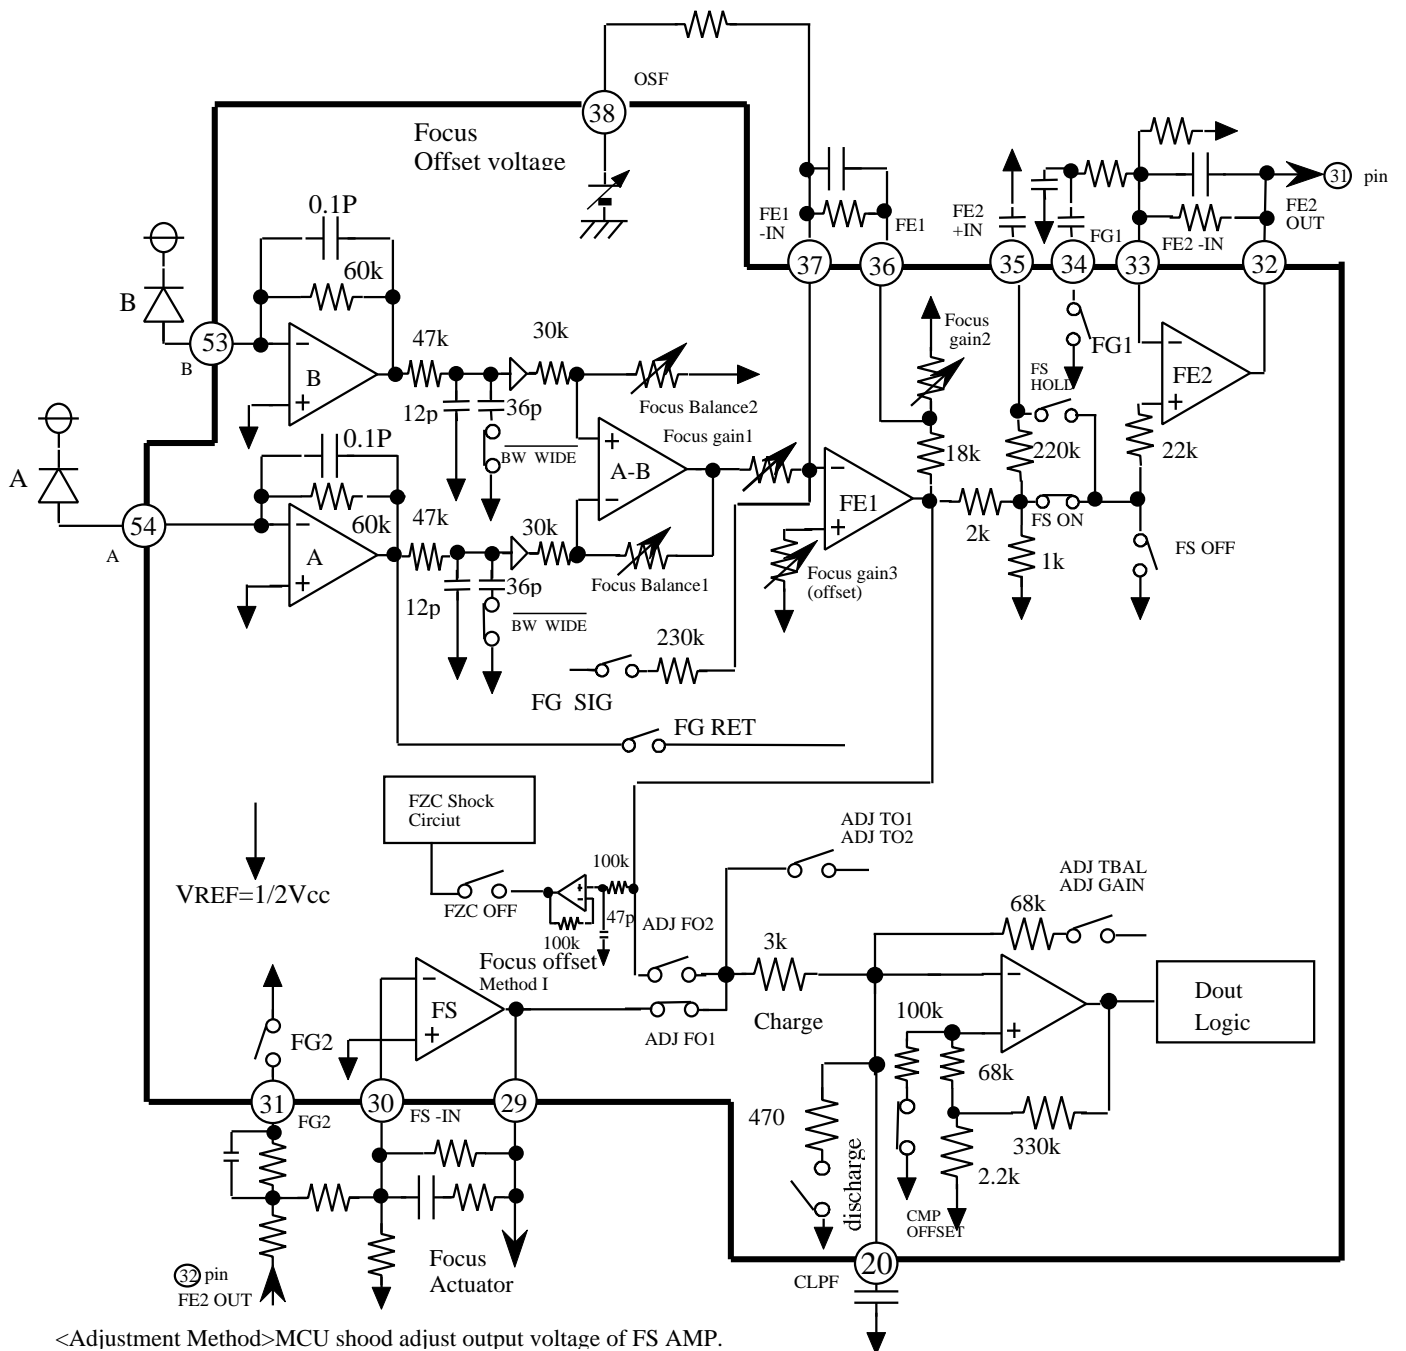 OSF
38
Focus
Offset voltage
31 pin
FE1
-IN
FE1
FE2
+IN
FG1
FE2 -IN
FE2
OUT
37
36
35
34
33
32
0.1P
60k
B
53
B
B
47k
30k
12p
36p
BW WIDE
Focus Balance2
Focus gain1
A-B
Focus
gain2
FS
HOLD
FG1
FE2
22k
18k
220k
FE1
2k
FS ON
1k
FS OFF
Focus gain3
(offset)
A
54
A
0.1P
60k
A
47k
30k
12p
36p
BW WIDE
Focus Balance1
230k
FG SIG
FG RET
FZC Shock
Circiut
VREF=1/2Vcc
FZC OFF
100k
47p
100k
ADJ TO1
ADJ TO2
ADJ TBAL
ADJ GAIN
68k
ADJ FO2
3k
Focus offset
Method I
FS
ADJ FO1
Charge
100k
68k
Dout
Logic
FG2
31
FG2
30
FS -IN
29
470
discharge
330k
2.2k
CMP
OFFSET
32 pin
FE2 OUT
Focus
Actuator
CLPF
20
<Adjustment Method>MCU shood adjust output voltage of FS AMP.